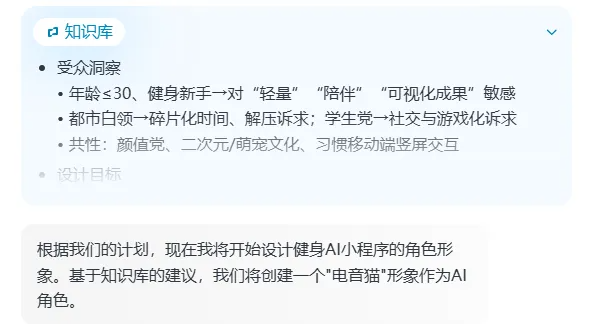 知识库
• 受众洞察
• 年龄≤30、健身新手→对“轻量”“陪伴”“可视化成果”敏感
• 都市白领→碎片化时间、解压诉求；学生党→社交与游戏化诉求
• 共性：颜值党、二次元/萌宠文化、习惯移动端竖屏交互
• 设计目标
根据我们的计划，现在我将开始设计健身AI小程序的角色形
象。基于知识库的建议，我们将创建一个"电音猫"形象作为AI
角色。